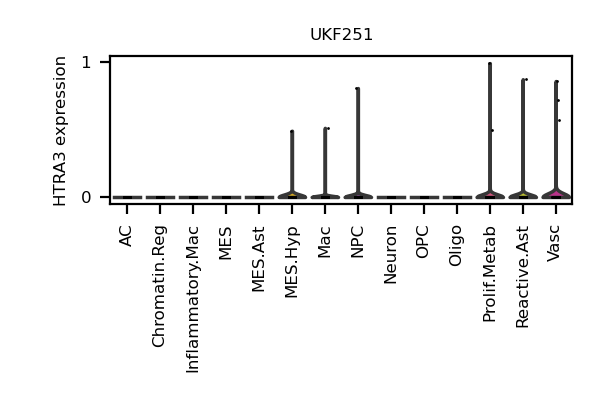 UKF251
HTRA3 expression
1
0
AC
Chromatin.Reg
Inflammatory.Mac
MES
MES.Ast
MES.Hyp
Mac
NPC
Neuron
OPC
Oligo
Prolif.Metab
Reactive.Ast
Vasc